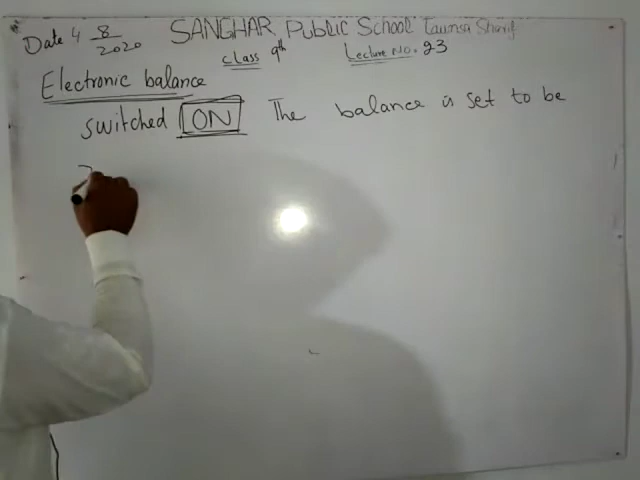 Date 4 8/2020 SANGHAR Public School Taunsa Sharif
Class 9th Lecture No. 23
Electronic balance
switched ON The balance is set to be